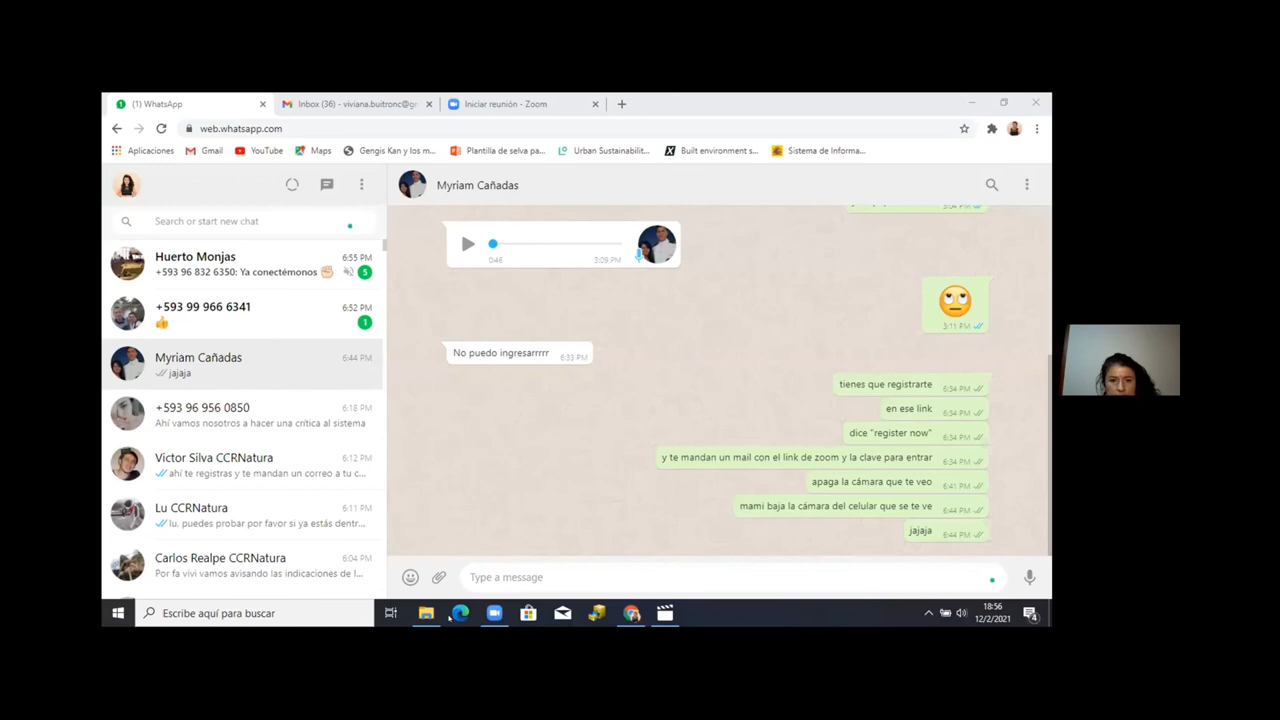 (1) WhatsApp
Inbox (36) - viviana.buitronc@gm
Iniciar reunión - Zoom
web.whatsapp.com
Aplicaciones
Gmail
YouTube
Maps
Gengis Kan y los m...
Plantilla de selva pa...
Urban Sustainabilit...
Built environment s...
Sistema de Informa...
Search or start new chat
Huerto Monjas 6:55 PM
+593 96 832 6350: Ya conectémonos 5
+593 99 966 6341 6:52 PM
1
Myriam Cañadas 6:44 PM
jajaja
+593 96 956 0850 6:18 PM
Ahí vamos nosotros a hacer una crítica al sistema
Victor Silva CCRNatura 6:12 PM
ahí te registras y te mandan un correo a tu c...
Lu CCRNatura 6:11 PM
lu. puedes probar por favor si ya estás dentr...
Carlos Realpe CCRNatura 6:04 PM
Por fa vivi vamos avisando las indicaciones de l...
Myriam Cañadas
3:04 PM
0:46 3:09 PM
3:11 PM
No puedo ingresarrrrr 6:33 PM
tienes que registrarte 6:34 PM
en ese link 6:34 PM
dice "register now" 6:34 PM
y te mandan un mail con el link de zoom y la clave para entrar 6:34 PM
apaga la cámara que te veo 6:41 PM
mami baja la cámara del celular que se te ve 6:44 PM
jajaja 6:44 PM
Type a message
Escribe aquí para buscar
18:56
12/2/2021
4